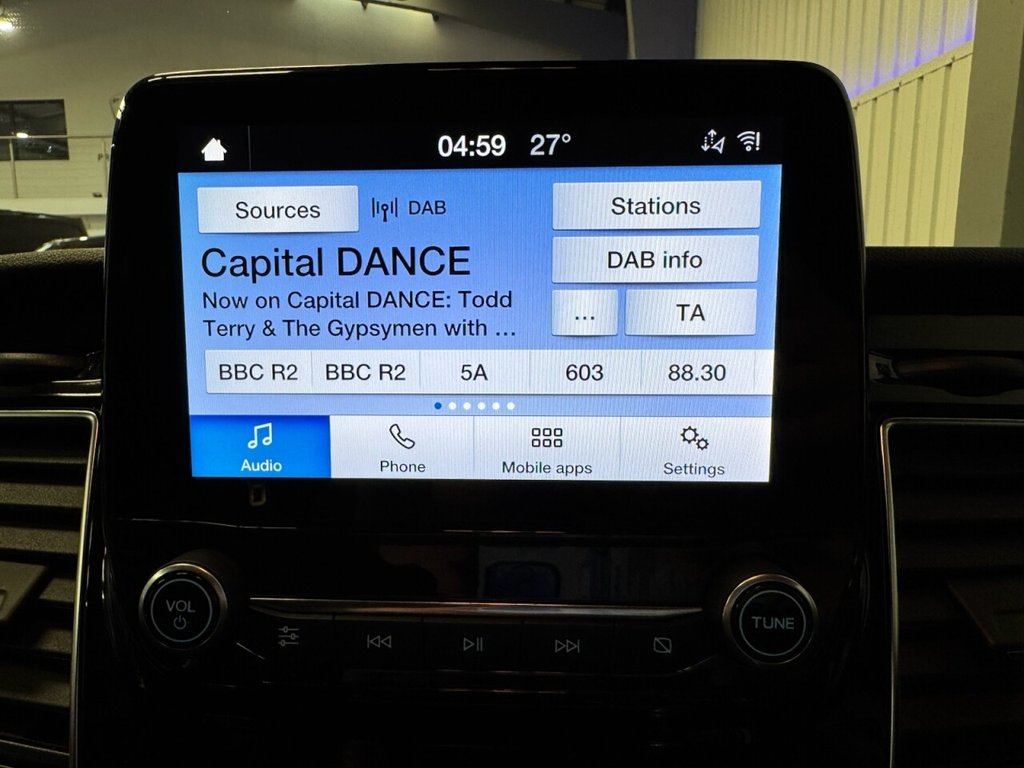 04:59 27°
Sources DAB Stations
Capital DANCE
DAB info
Now on Capital DANCE: Todd
Terry & The Gypsymen with ...
... TA
BBC R2 BBC R2 5A 603 88.30
Audio Phone Mobile apps Settings
VOL
TUNE